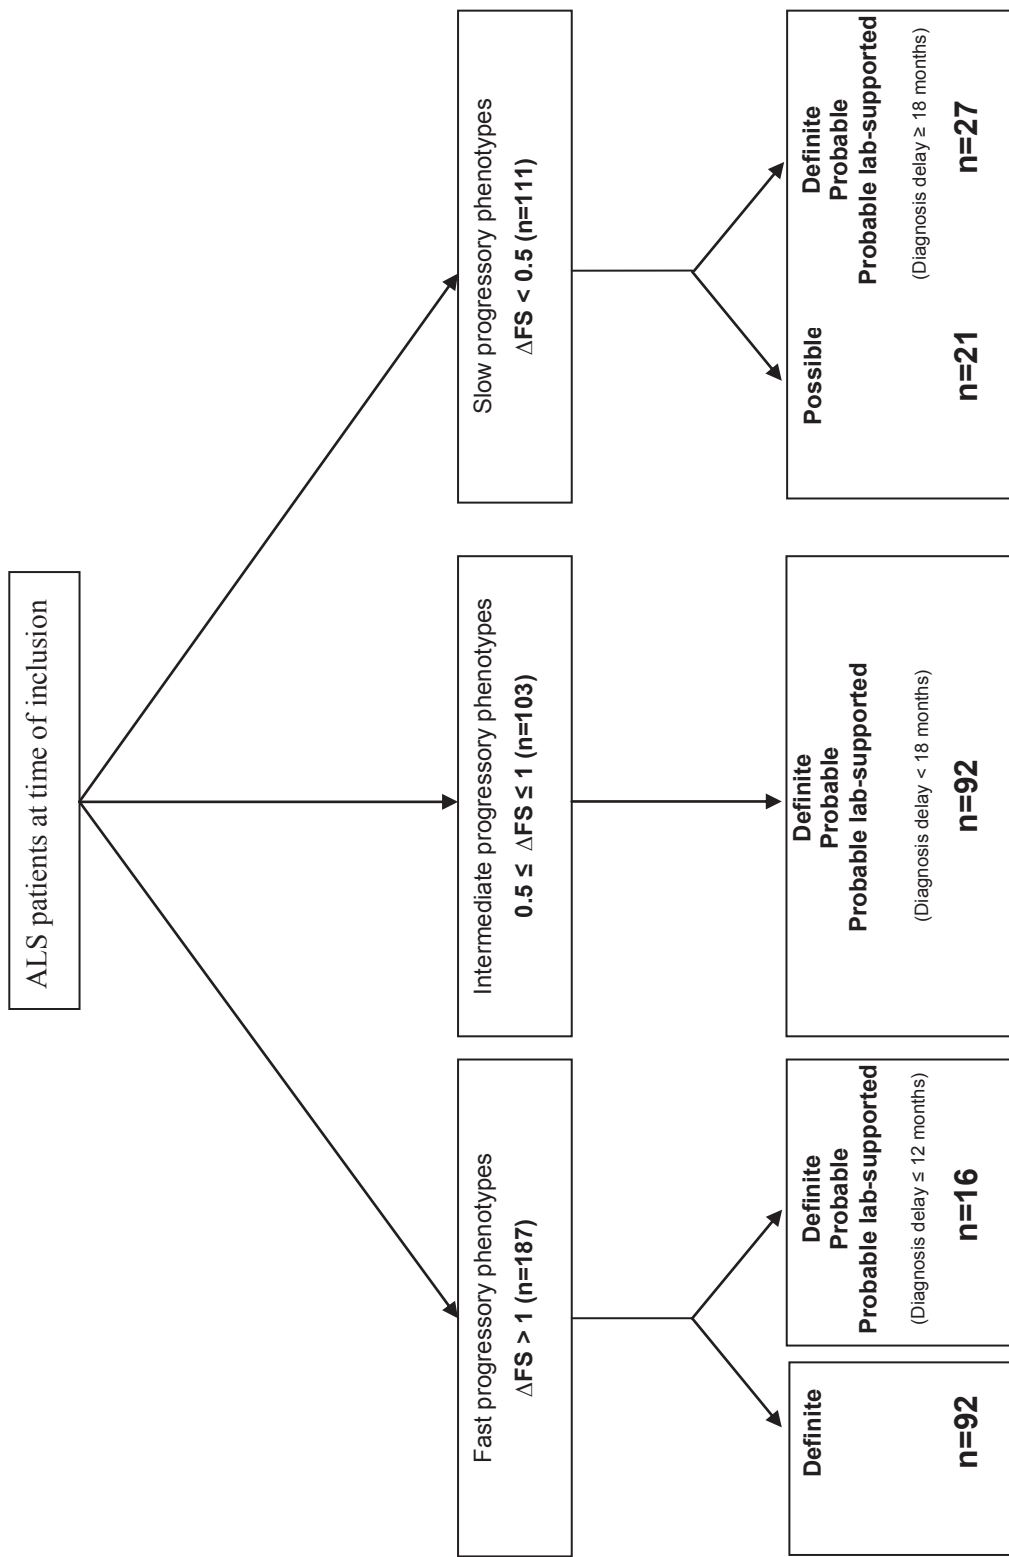 ALS patients at time of inclusion
Fast progressory phenotypes
ΔFS > 1 (n=187)
Intermediate progressory phenotypes
0.5 ≤ ΔFS ≤ 1 (n=103)
Slow progressory phenotypes
ΔFS < 0.5 (n=111)
Definite
n=92
Definite
Probable
Probable lab-supported
(Diagnosis delay ≤ 12 months)
n=16
Definite
Probable
Probable lab-supported
(Diagnosis delay < 18 months)
n=92
Possible
n=21
Definite
Probable
Probable lab-supported
(Diagnosis delay ≥ 18 months)
n=27